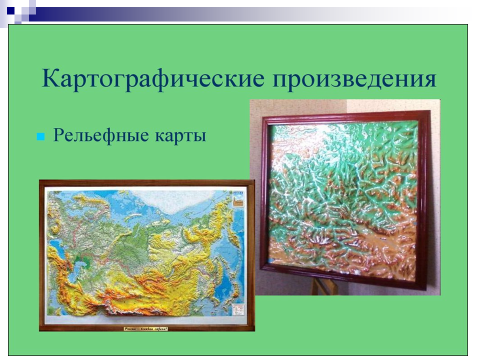 Картографические произведения
Рельефные карты